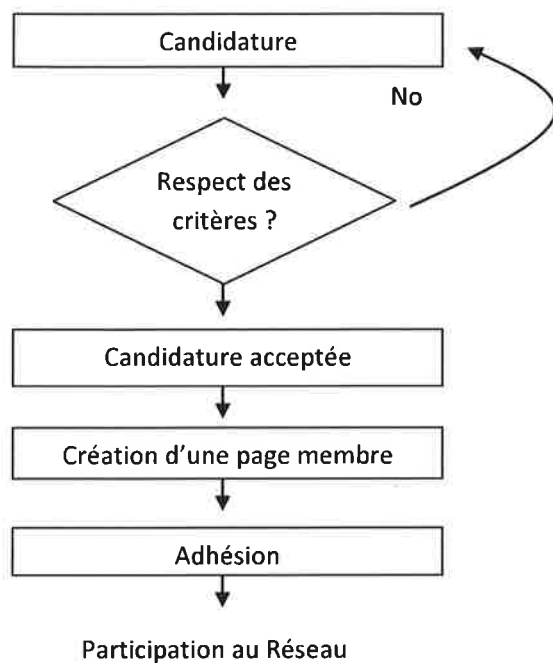 Candidature
No
Respect des
critères ?
Candidature acceptée
Création d'une page membre
Adhésion
Participation au Réseau